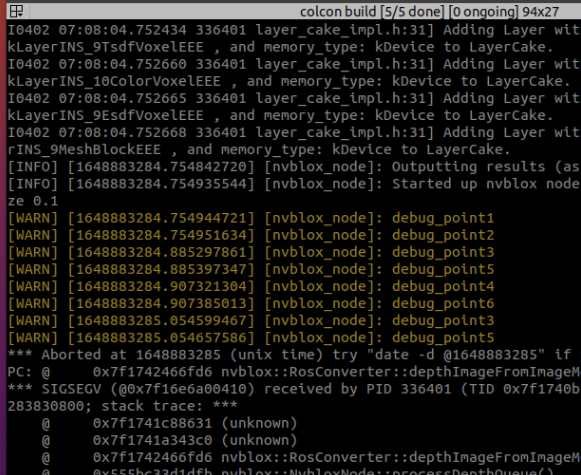 colcon build [5/5 done] [0 ongoing] 94x27
I0402 07:08:04.752434 336401 layer_cake_impl.h:31] Adding Layer wit
kLayerINS_9TsdfVoxelEEE , and memory_type: kDevice to LayerCake.
I0402 07:08:04.752660 336401 layer_cake_impl.h:31] Adding Layer wit
kLayerINS_10ColorVoxelEEE , and memory_type: kDevice to LayerCake.
I0402 07:08:04.752665 336401 layer_cake_impl.h:31] Adding Layer wit
kLayerINS_9EsdfVoxelEEE , and memory_type: kDevice to LayerCake.
I0402 07:08:04.752668 336401 layer_cake_impl.h:31] Adding Layer wit
rINS_9MeshBlockEEE , and memory_type: kDevice to LayerCake.
[INFO] [1648883284.754842720] [nvblox_node]: Outputting results (as
[INFO] [1648883284.754935544] [nvblox_node]: Started up nvblox node
ze 0.1
[WARN] [1648883284.754944721] [nvblox_node]: debug_point1
[WARN] [1648883284.754951634] [nvblox_node]: debug_point2
[WARN] [1648883284.885297861] [nvblox_node]: debug_point3
[WARN] [1648883284.885397347] [nvblox_node]: debug_point5
[WARN] [1648883284.907321304] [nvblox_node]: debug_point4
[WARN] [1648883284.907385013] [nvblox_node]: debug_point6
[WARN] [1648883285.054599467] [nvblox_node]: debug_point3
[WARN] [1648883285.054657586] [nvblox_node]: debug_point5
*** Aborted at 1648883285 (unix time) try "date -d @1648883285" if
PC: @ 0x7f1742466fd6 nvblox::RosConverter::depthImageFromImageM
*** SIGSEGV (@0x7f16e6a00410) received by PID 336401 (TID 0x7f1740b
283830800; stack trace: ***
@ 0x7f1741c88631 (unknown)
@ 0x7f1741a343c0 (unknown)
@ 0x7f1742466fd6 nvblox::RosConverter::depthImageFromImageM
@ 0x555bc33d1dfb nvblox::NvbloxNode::processDepthQueue()